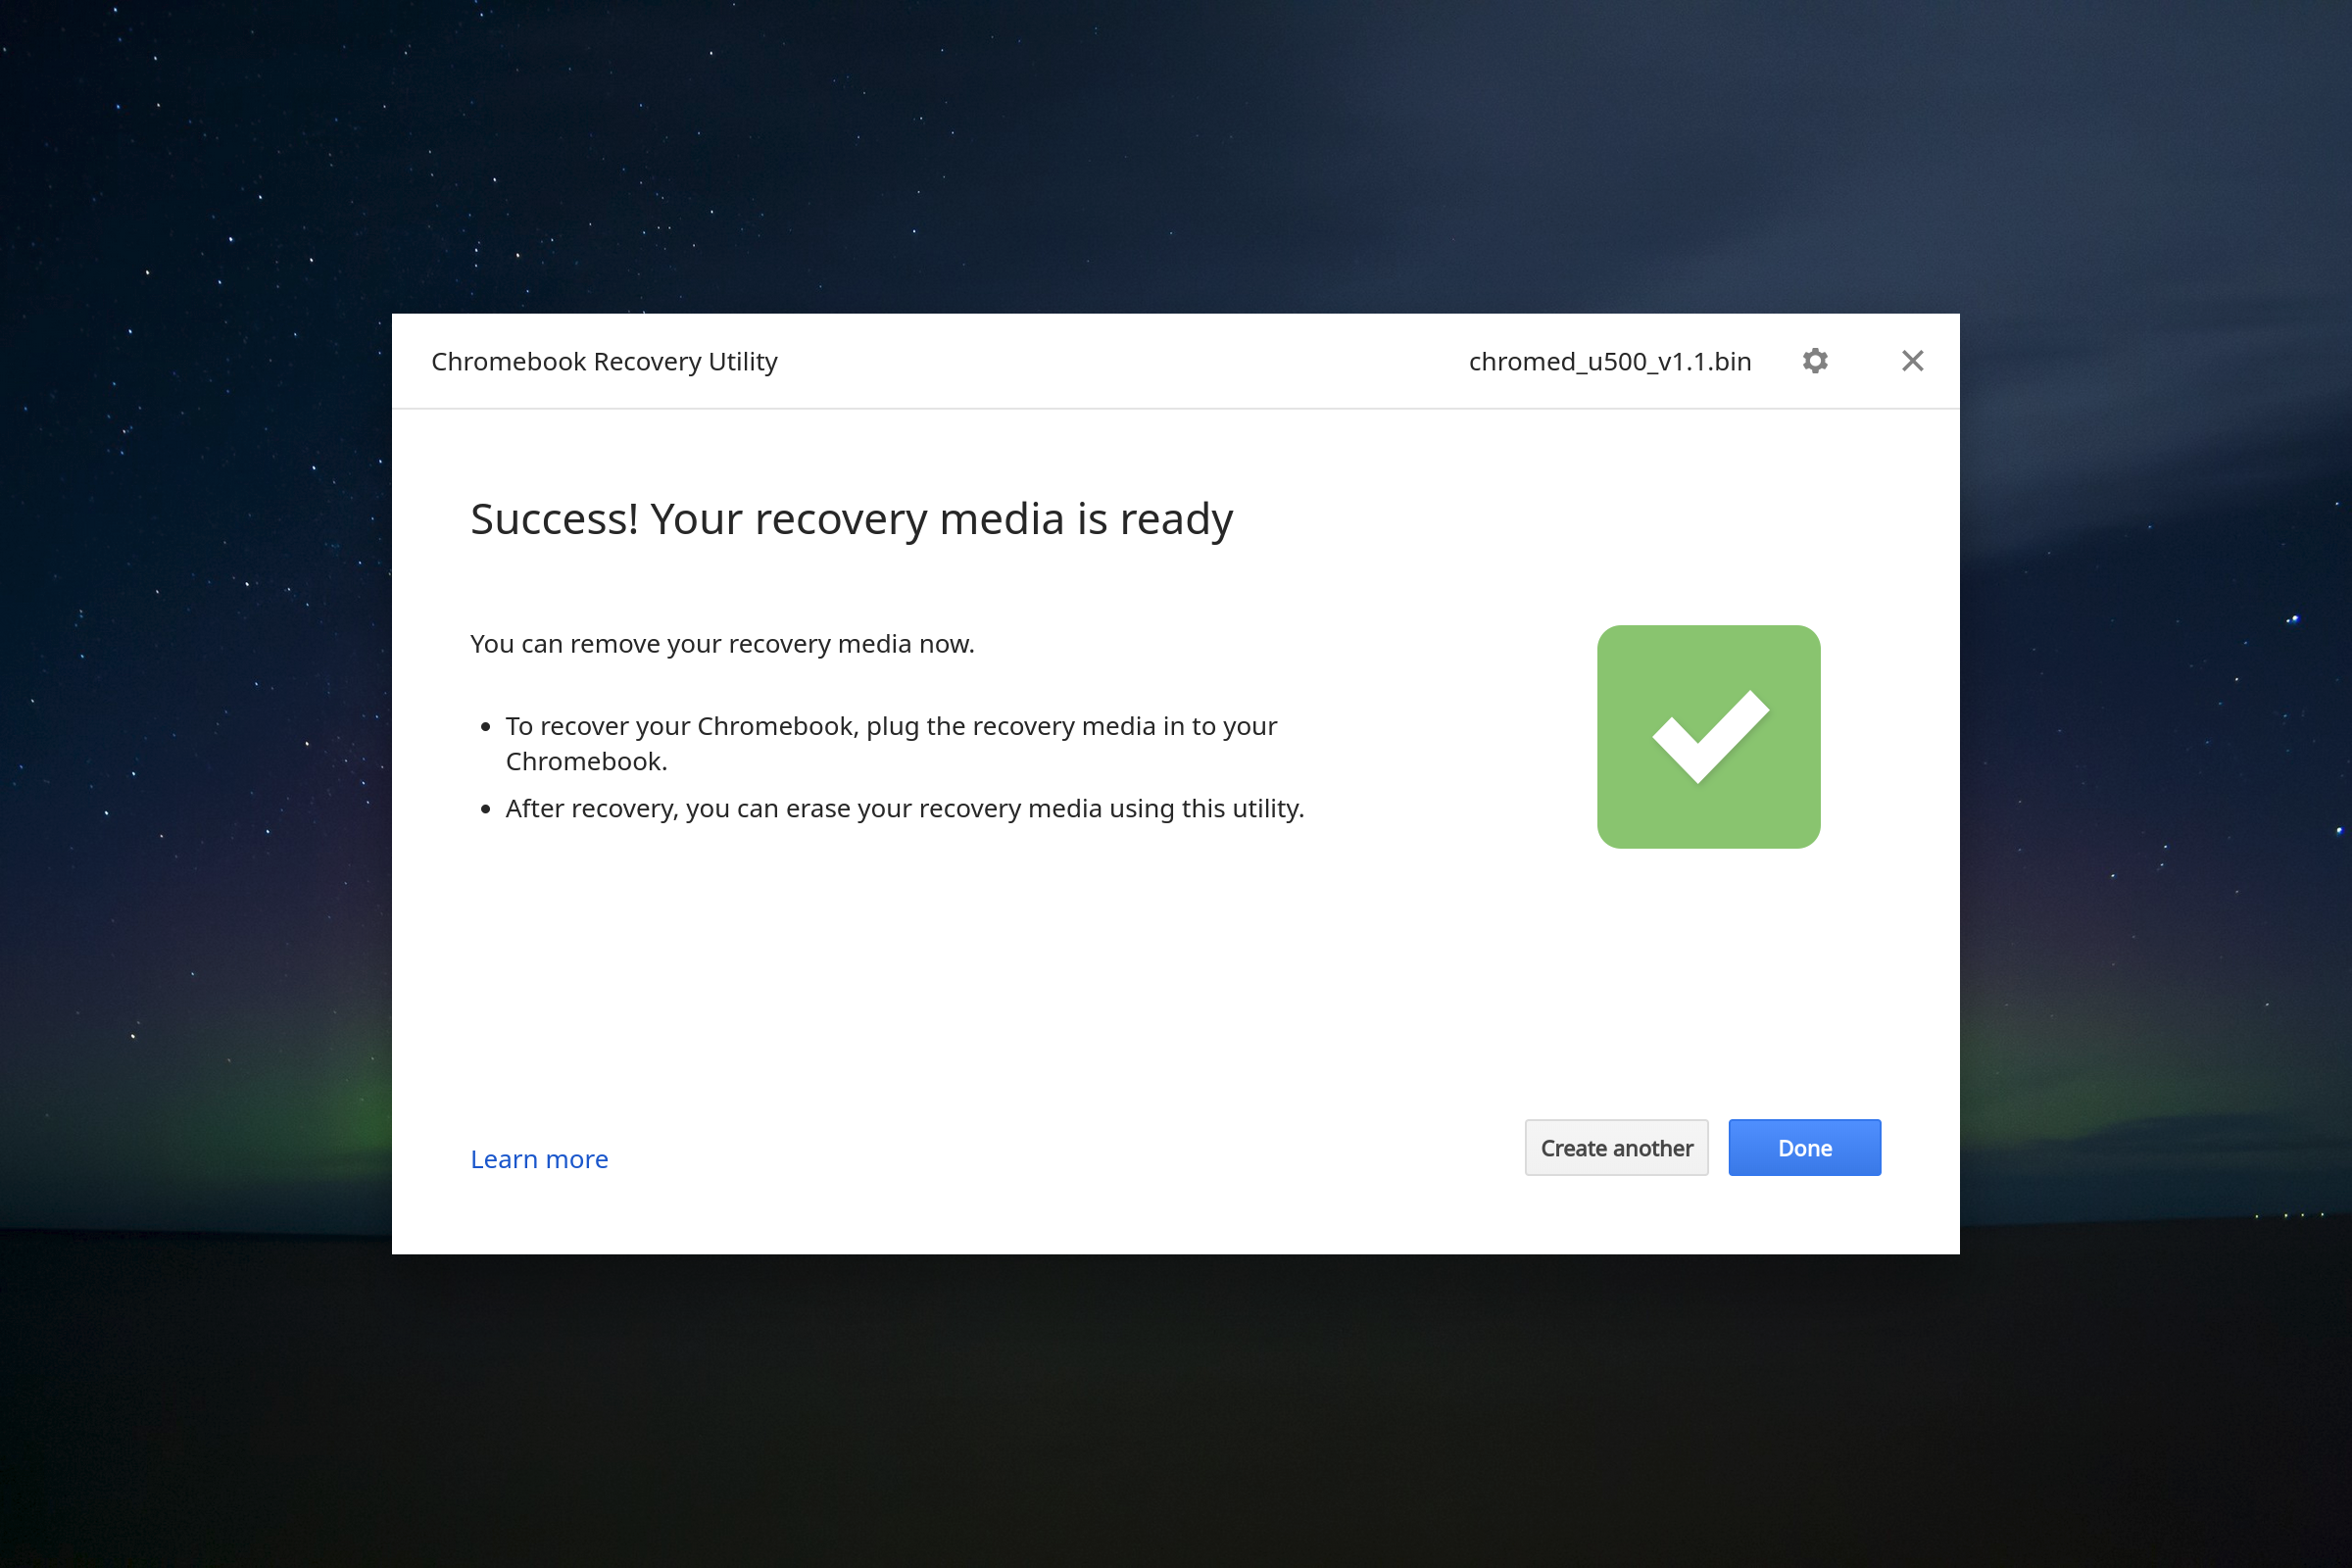 Chromebook Recovery Utility
chromed_u500_v1.1.bin
Success! Your recovery media is ready
You can remove your recovery media now.
To recover your Chromebook, plug the recovery media in to your
Chromebook.
After recovery, you can erase your recovery media using this utility.
Learn more
Create another
Done